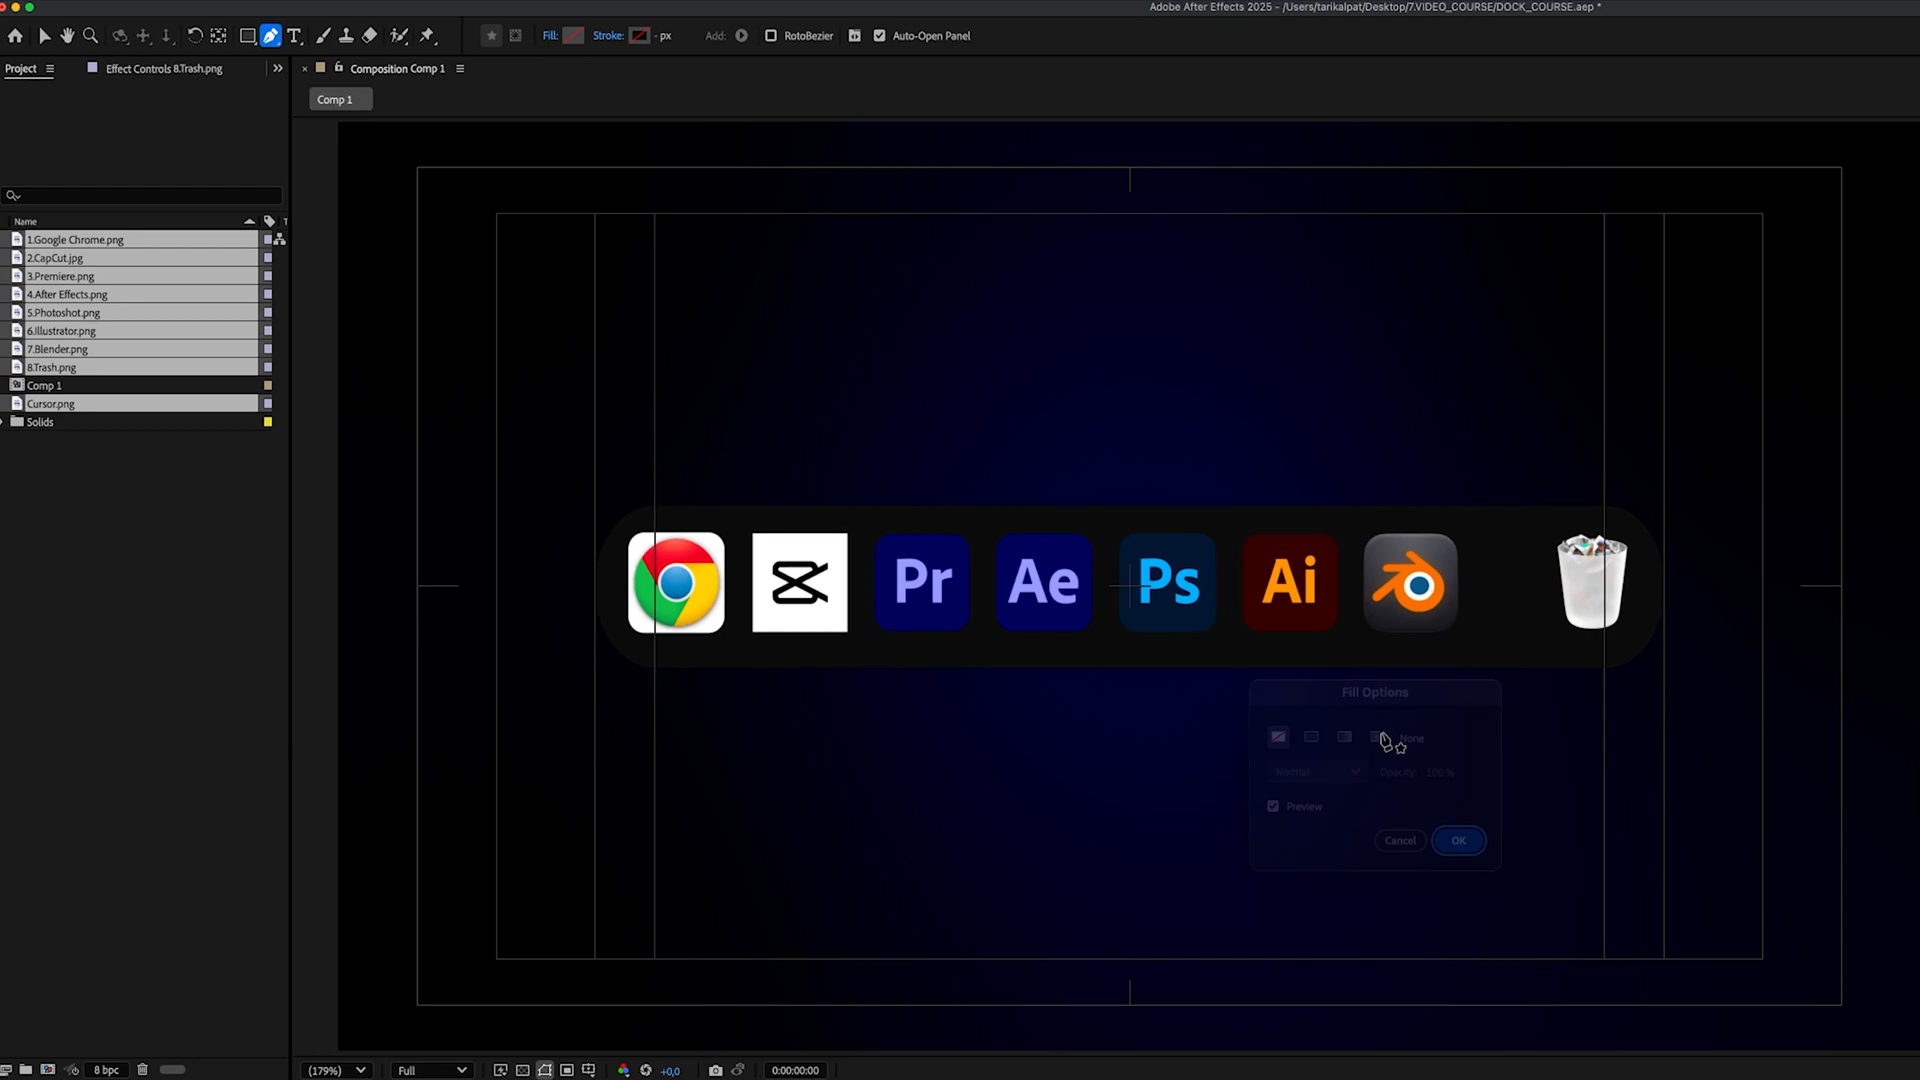 Adobe After Effects 2025 - /Users/tarikalpat/Desktop/7.VIDEO_COURSE/DOCK_COURSE.aep *
Fill: Stroke: - px Add: RotoBezier Auto-Open Panel
Project Effect Controls 8.Trash.png Composition Comp 1
Comp 1
Name T
1.Google Chrome.png
2.CapCut.jpg
3.Premiere.png
4.After Effects.png
5.Photoshot.png
6.Illustrator.png
7.Blender.png
8.Trash.png
Comp 1
Cursor.png
Solids
Pr Ae Ps Ai
Fill Options
None
Normal Opacity: 100 %
Preview
Cancel OK
8 bpc (179%) Full +0,0 0:00:00:00